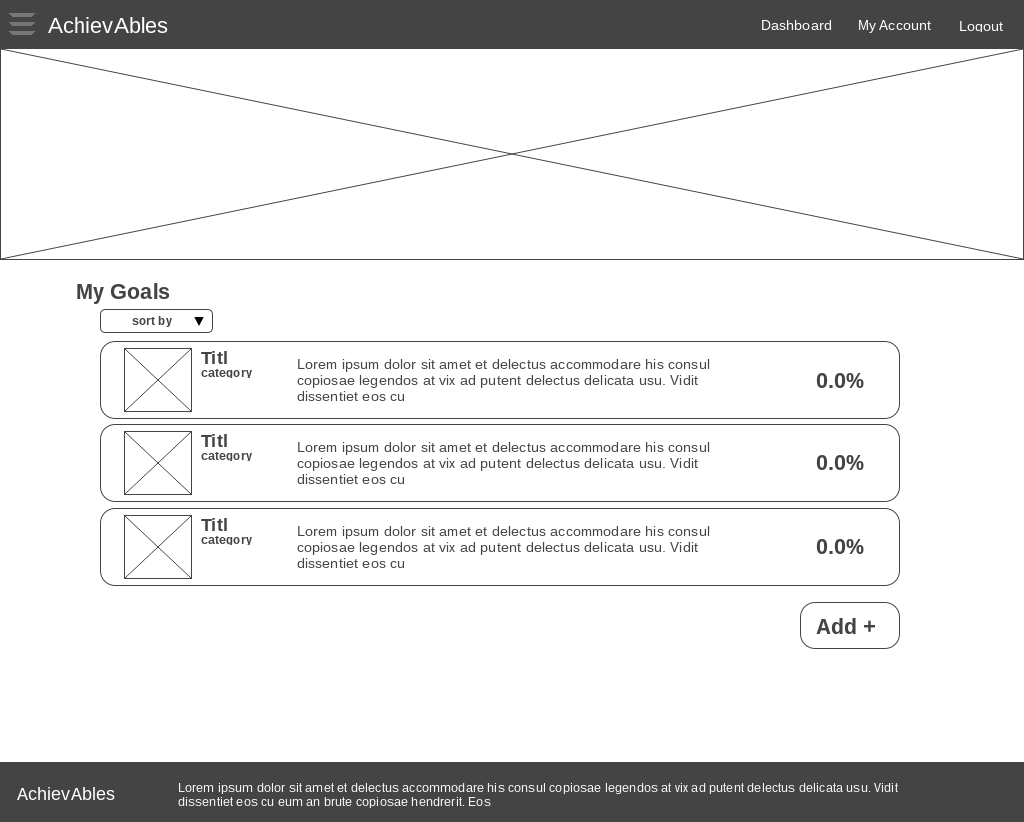 AchievAbles
Dashboard
My Account
Logout
My Goals
sort by
Titl
category
Lorem ipsum dolor sit amet et delectus accommodare his consul
copiosae legendos at vix ad putent delectus delicata usu. Vidit
dissentiet eos cu
0.0%
Titl
category
Lorem ipsum dolor sit amet et delectus accommodare his consul
copiosae legendos at vix ad putent delectus delicata usu. Vidit
dissentiet eos cu
0.0%
Titl
category
Lorem ipsum dolor sit amet et delectus accommodare his consul
copiosae legendos at vix ad putent delectus delicata usu. Vidit
dissentiet eos cu
0.0%
Add +
AchievAbles
Lorem ipsum dolor sit amet et delectus accommodare his consul copiosae legendos at vix ad putent delectus delicata usu. Vidit
dissentiet eos cu eum an brute copiosae hendrerit. Eos